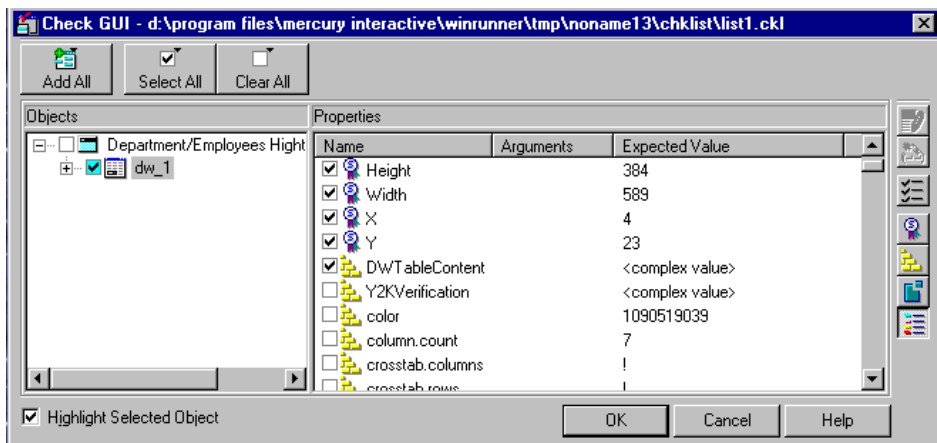 Check GUI - d:\program files\mercury interactive\winrunner\tmp\noname13\chklist\list1.ckl
Add All Select All Clear All
Objects Properties
Department/Employees Hight
dw_1
Name Arguments Expected Value
Height 384
Width 589
X 4
Y 23
DWTableContent <complex value>
Y2KVerification <complex value>
color 1090519039
column.count 7
crosstab.columns !
crosstab.rows !
Highlight Selected Object
OK Cancel Help